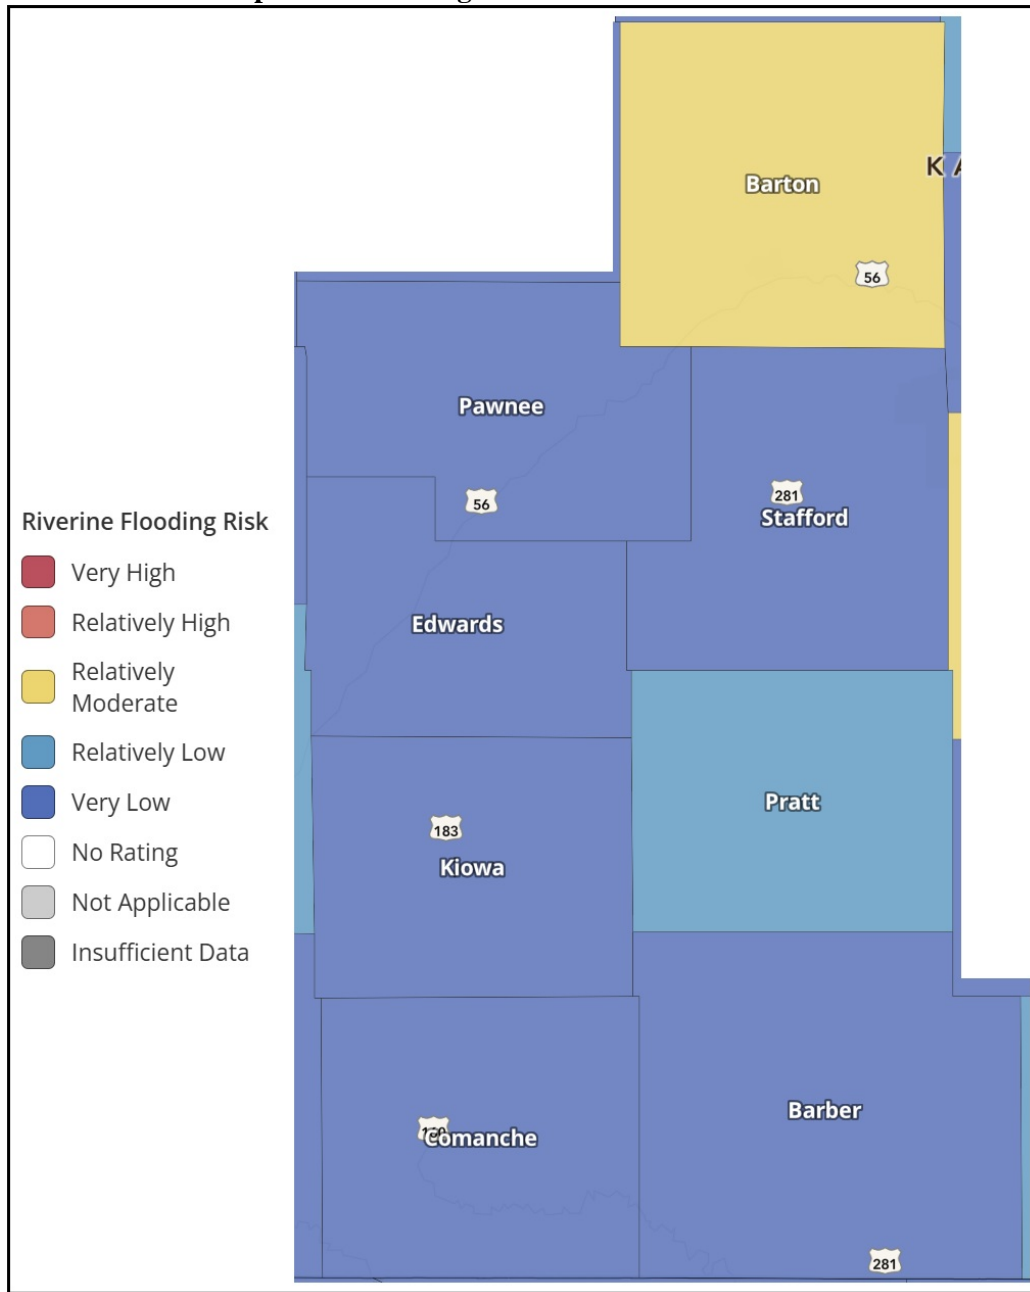 K A
Barton
56
Pawnee
56
281
Stafford
Riverine Flooding Risk
Very High
Relatively High
Relatively
Moderate
Relatively Low
Very Low
No Rating
Not Applicable
Insufficient Data
Edwards
Pratt
183
Kiowa
Barber
Comanche
281